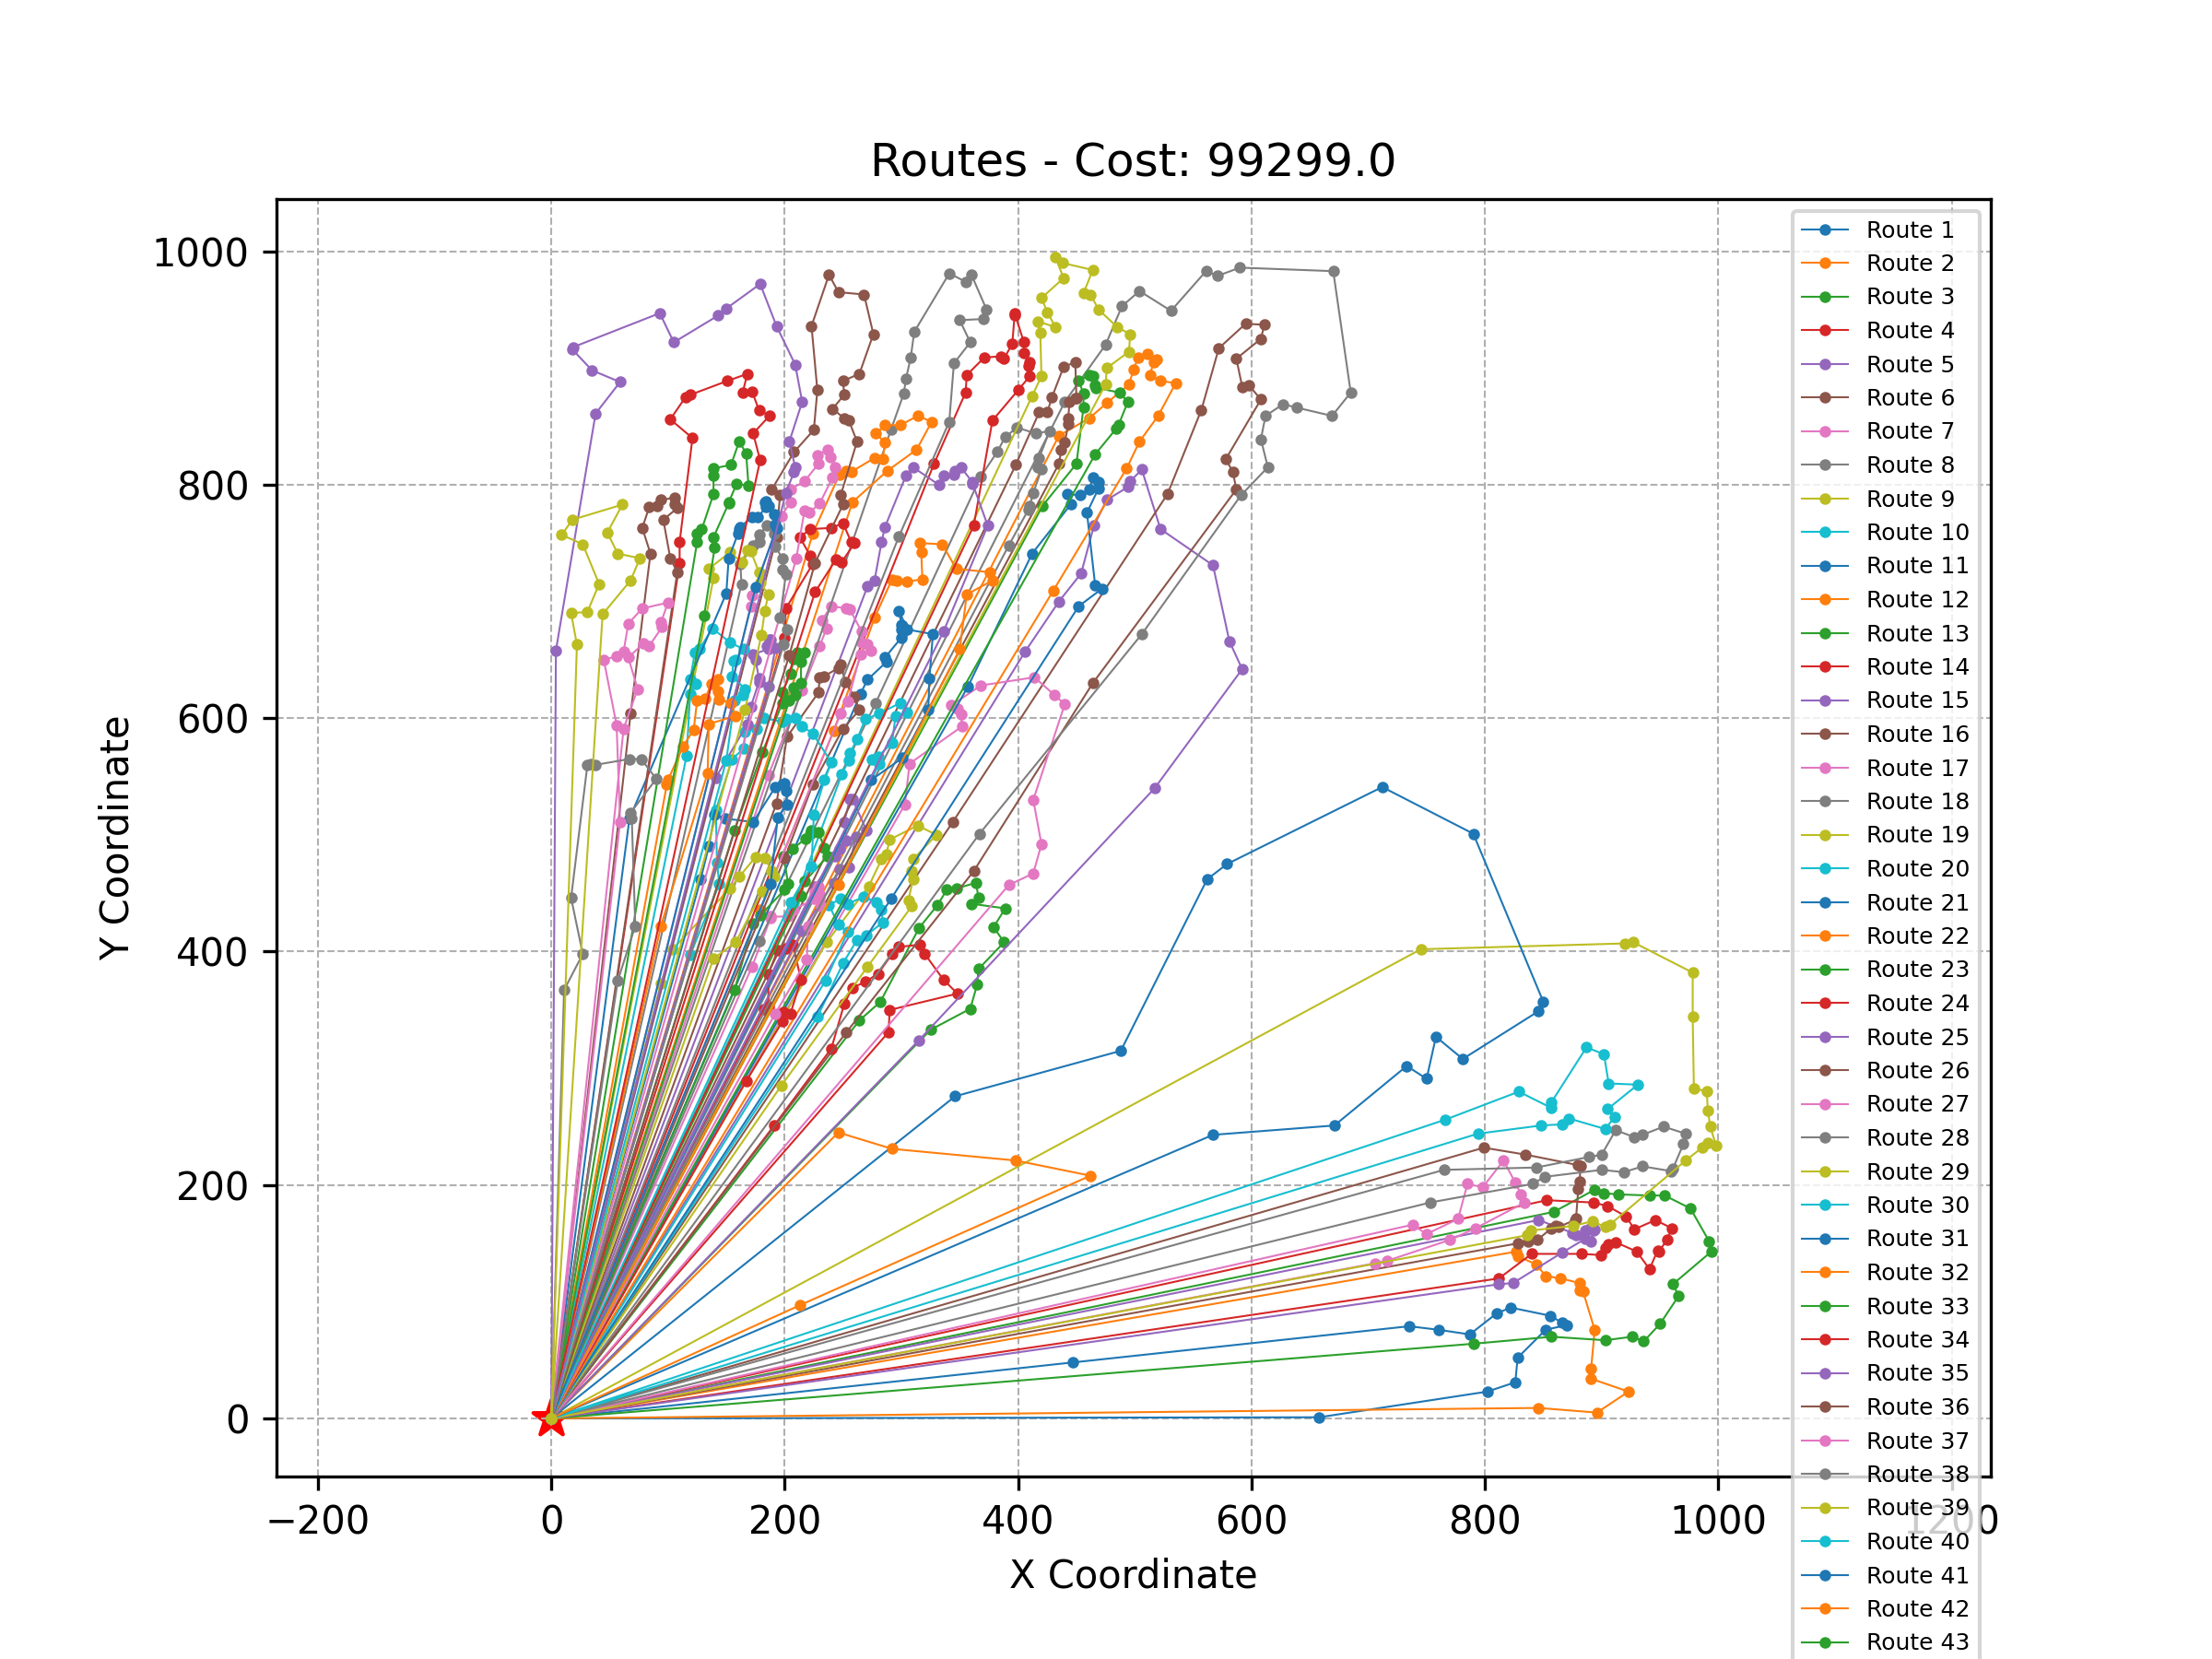 Routes - Cost: 99299.0
Y Coordinate
1000
800
600
400
200
0
−200
0
200
400
600
800
1000
1200
X Coordinate
Route 1
Route 2
Route 3
Route 4
Route 5
Route 6
Route 7
Route 8
Route 9
Route 10
Route 11
Route 12
Route 13
Route 14
Route 15
Route 16
Route 17
Route 18
Route 19
Route 20
Route 21
Route 22
Route 23
Route 24
Route 25
Route 26
Route 27
Route 28
Route 29
Route 30
Route 31
Route 32
Route 33
Route 34
Route 35
Route 36
Route 37
Route 38
Route 39
Route 40
Route 41
Route 42
Route 43